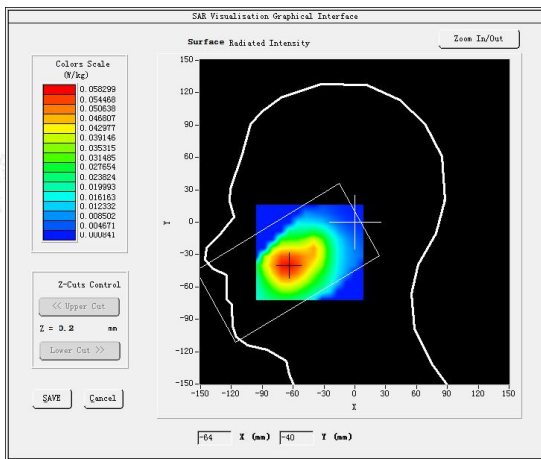 SAR Visualisation Graphical Interface
Surface Radiated Intensity
Zoom In/Out
Colors Scale
(W/kg)
0.058299
0.054468
0.050638
0.046807
0.042977
0.039146
0.035315
0.031485
0.027654
0.023824
0.019993
0.016163
0.012332
0.008502
0.004671
0.000841
Z-Cuts Control
<< Upper Cut
Z = 3.2 mm
Lower Cut >>
SAVE Cancel
150
120
90
60
30
0
-30
-60
-90
-120
-150
Y
-150 -120 -90 -60 -30 0 30 60 90 120 150
X
-64 X (mm) -40 Y (mm)